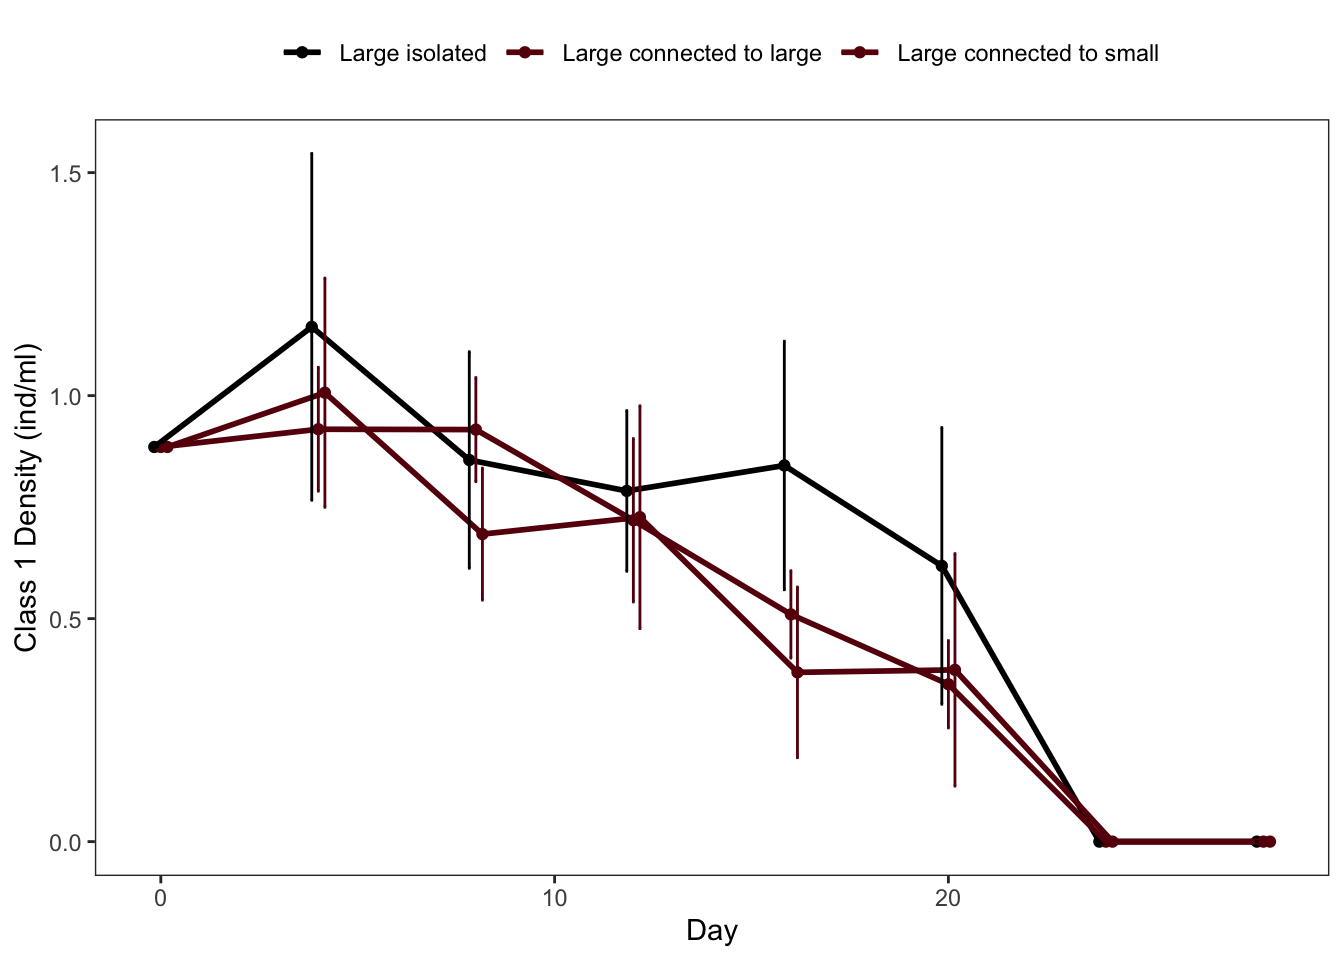 Large isolated Large connected to large Large connected to small
1.5
1.0
0.5
0.0
Class 1 Density (ind/ml)
0 10 20
Day